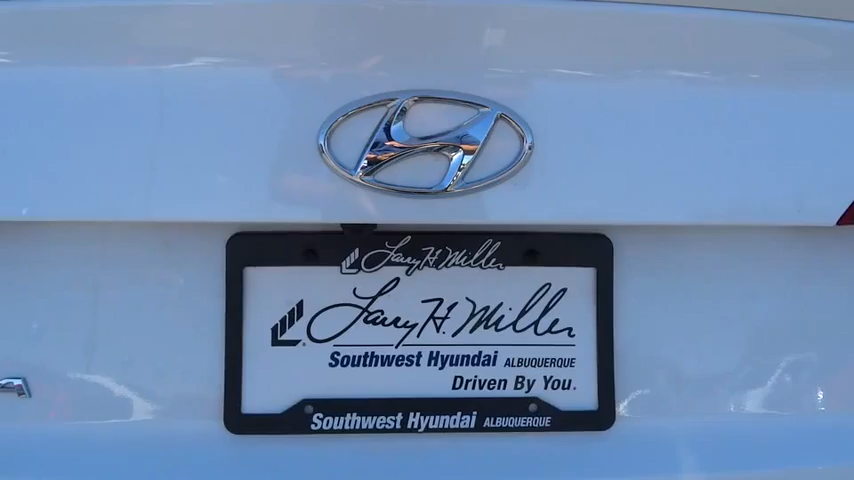 Larry H. Miller
Larry H. Miller
Southwest Hyundai ALBUQUERQUE
Driven By You.
Southwest Hyundai ALBUQUERQUE